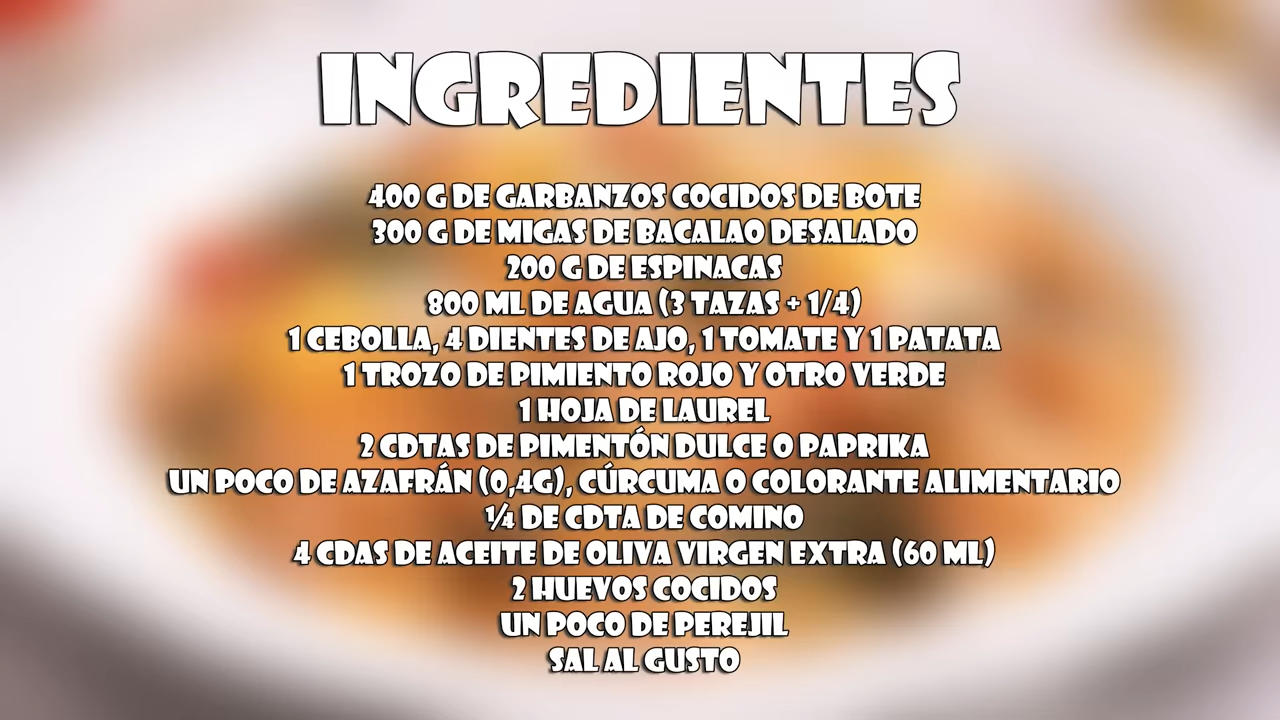 INGREDIENTES
400 G DE GARBANZOS COCIDOS DE BOTE
300 G DE MIGAS DE BACALAO DESALADO
200 G DE ESPINACAS
800 ML DE AGUA (3 TAZAS + 1/4)
1 CEBOLLA, 4 DIENTES DE AJO, 1 TOMATE Y 1 PATATA
1 TROZO DE PIMIENTO ROJO Y OTRO VERDE
1 HOJA DE LAUREL
2 CDTAS DE PIMENTÓN DULCE O PAPRIKA
UN POCO DE AZAFRÁN (0,4G), CÚRCUMA O COLORANTE ALIMENTARIO
¼ DE CDTA DE COMINO
4 CDAS DE ACEITE DE OLIVA VIRGEN EXTRA (60 ML)
2 HUEVOS COCIDOS
UN POCO DE PEREJIL
SAL AL GUSTO